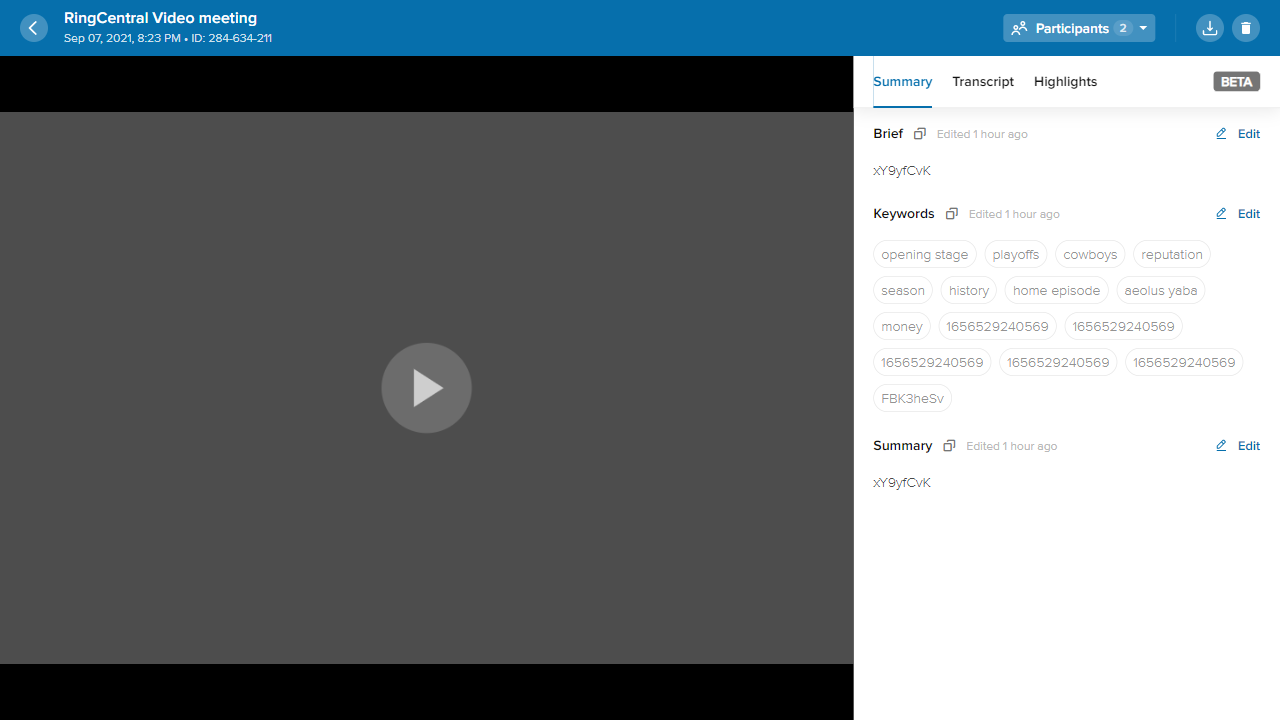 RingCentral Video meeting
Sep 07, 2021, 8:23 PM • ID: 284-634-211
Participants 2
Summary Transcript Highlights BETA
Brief Edited 1 hour ago Edit
xY9yfCvK
Keywords Edited 1 hour ago Edit
opening stage playoffs cowboys reputation
season history home episode aeolus yaba
money 1656529240569 1656529240569
1656529240569 1656529240569 1656529240569
FBK3heSv
Summary Edited 1 hour ago Edit
xY9yfCvK